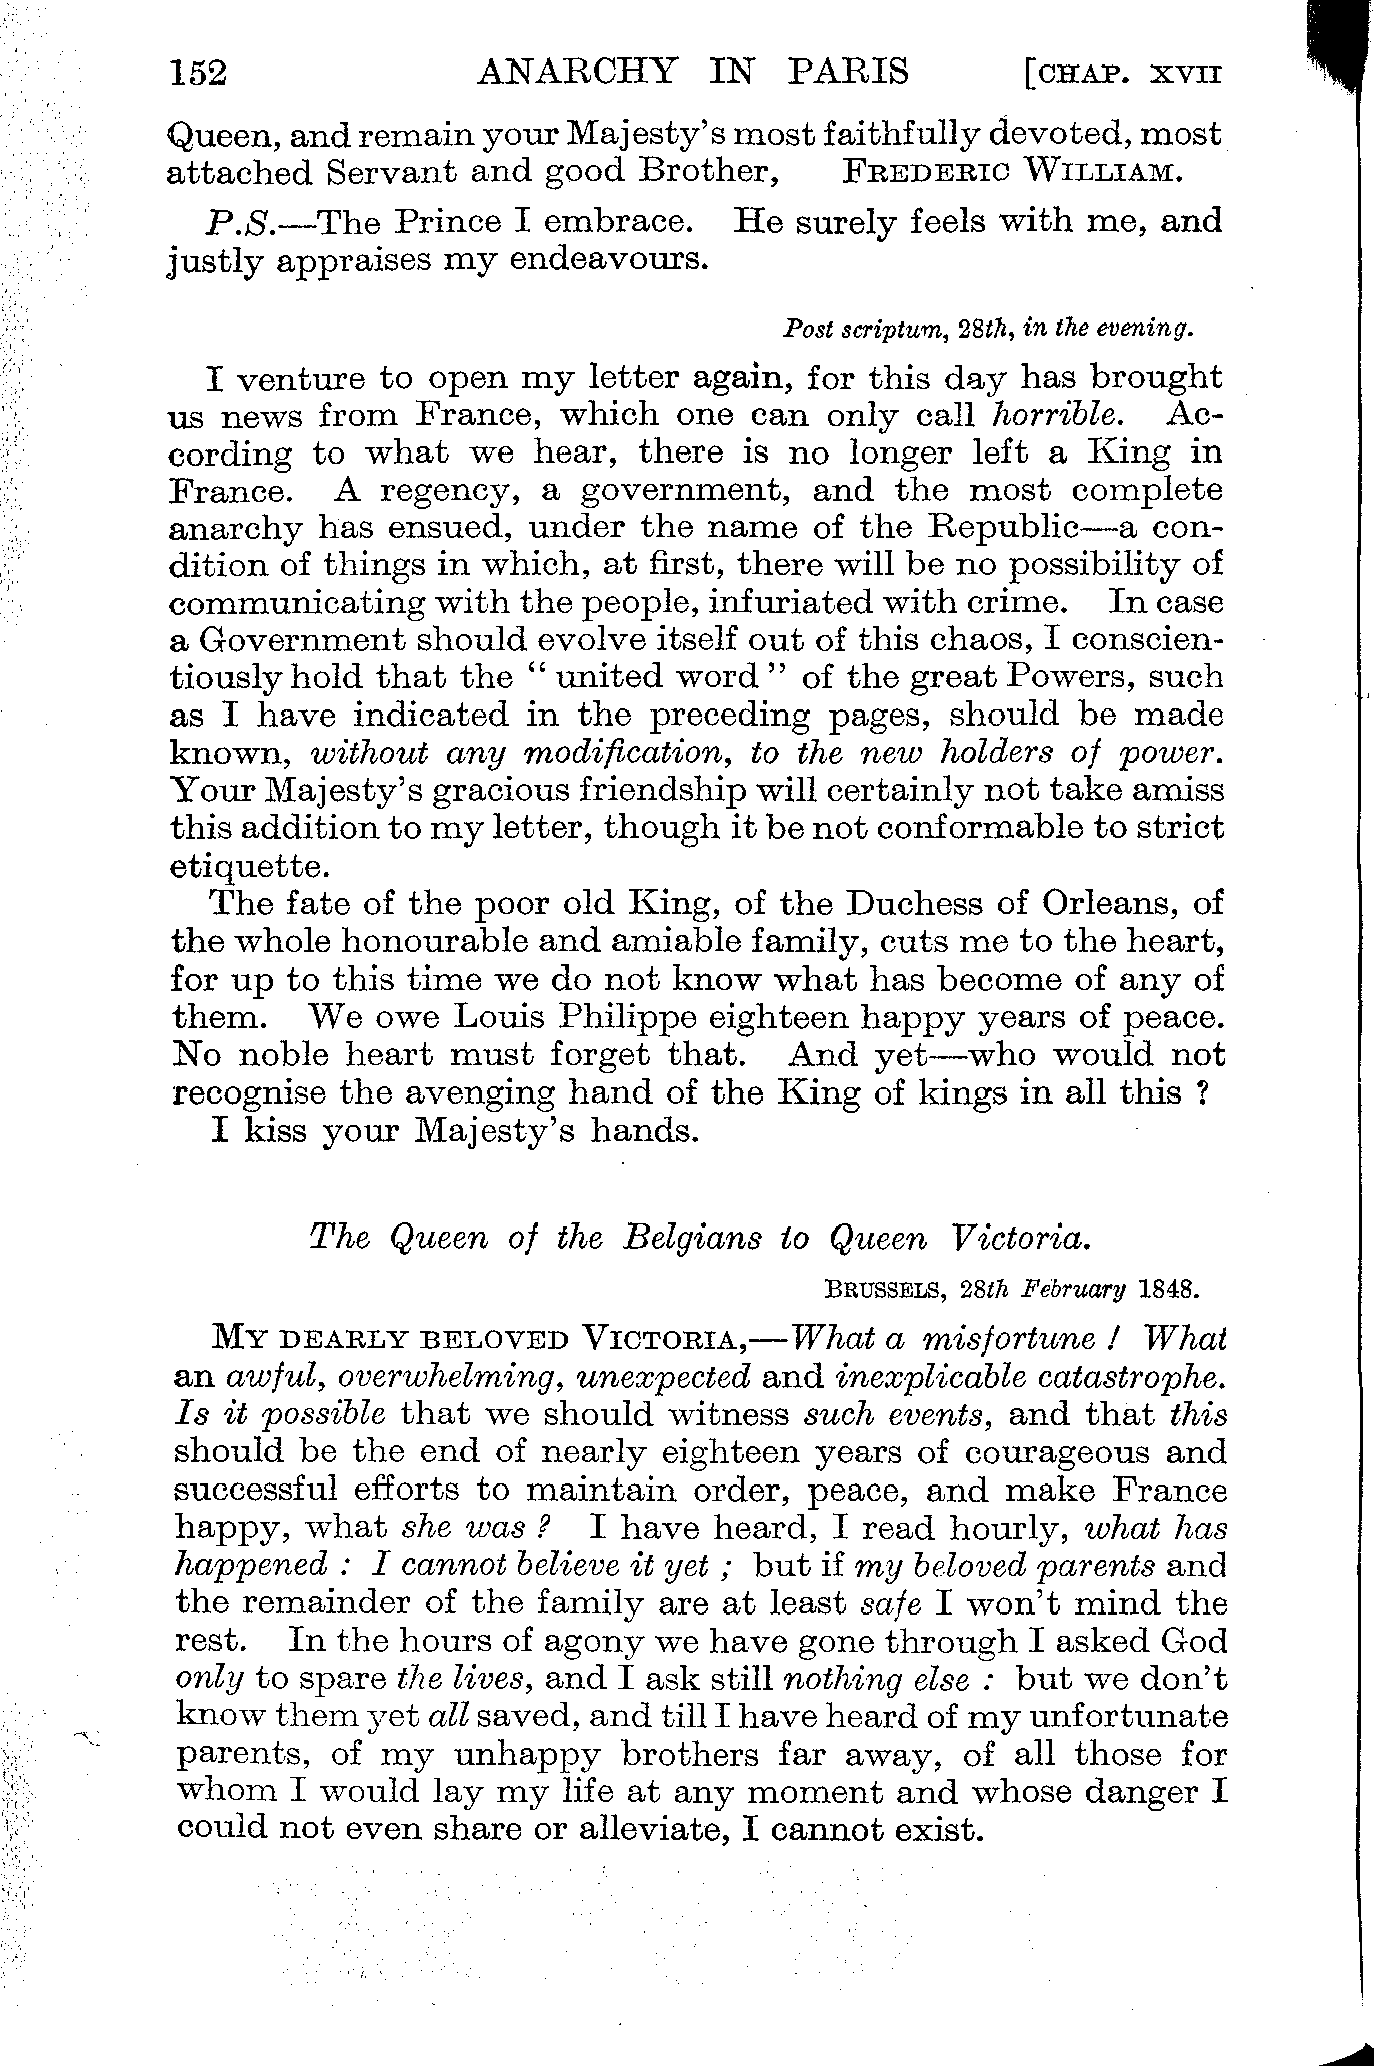 152 ANARCHY IN PARIS [CHAP. XVII
Queen, and remain your Majesty's most faithfully devoted, most
attached Servant and good Brother, FREDERIC WILLIAM.
P.S.—The Prince I embrace. He surely feels with me, and
justly appraises my endeavours.
Post scriptum, 28th, in the evening.
I venture to open my letter again, for this day has brought
us news from France, which one can only call horrible. Ac-
cording to what we hear, there is no longer left a King in
France. A regency, a government, and the most complete
anarchy has ensued, under the name of the Republic—a con-
dition of things in which, at first, there will be no possibility of
communicating with the people, infuriated with crime. In case
a Government should evolve itself out of this chaos, I conscien-
tiously hold that the " united word " of the great Powers, such
as I have indicated in the preceding pages, should be made
known, without any modification, to the new holders of power.
Your Majesty's gracious friendship will certainly not take amiss
this addition to my letter, though it be not conformable to strict
etiquette.
The fate of the poor old King, of the Duchess of Orleans, of
the whole honourable and amiable family, cuts me to the heart,
for up to this time we do not know what has become of any of
them. We owe Louis Philippe eighteen happy years of peace.
No noble heart must forget that. And yet—who would not
recognise the avenging hand of the King of kings in all this ?
I kiss your Majesty's hands.
The Queen of the Belgians to Queen Victoria.
BRUSSELS, 28th February 1848.
MY DEARLY BELOVED VICTORIA,—What a misfortune ! What
an awful, overwhelming, unexpected and inexplicable catastrophe.
Is it possible that we should witness such events, and that this
should be the end of nearly eighteen years of courageous and
successful efforts to maintain order, peace, and make France
happy, what she was ? I have heard, I read hourly, what has
happened : I cannot believe it yet ; but if my beloved parents and
the remainder of the family are at least safe I won't mind the
rest. In the hours of agony we have gone through I asked God
only to spare the lives, and I ask still nothing else : but we don't
know them yet all saved, and till I have heard of my unfortunate
parents, of my unhappy brothers far away, of all those for
whom I would lay my life at any moment and whose danger I
could not even share or alleviate, I cannot exist.